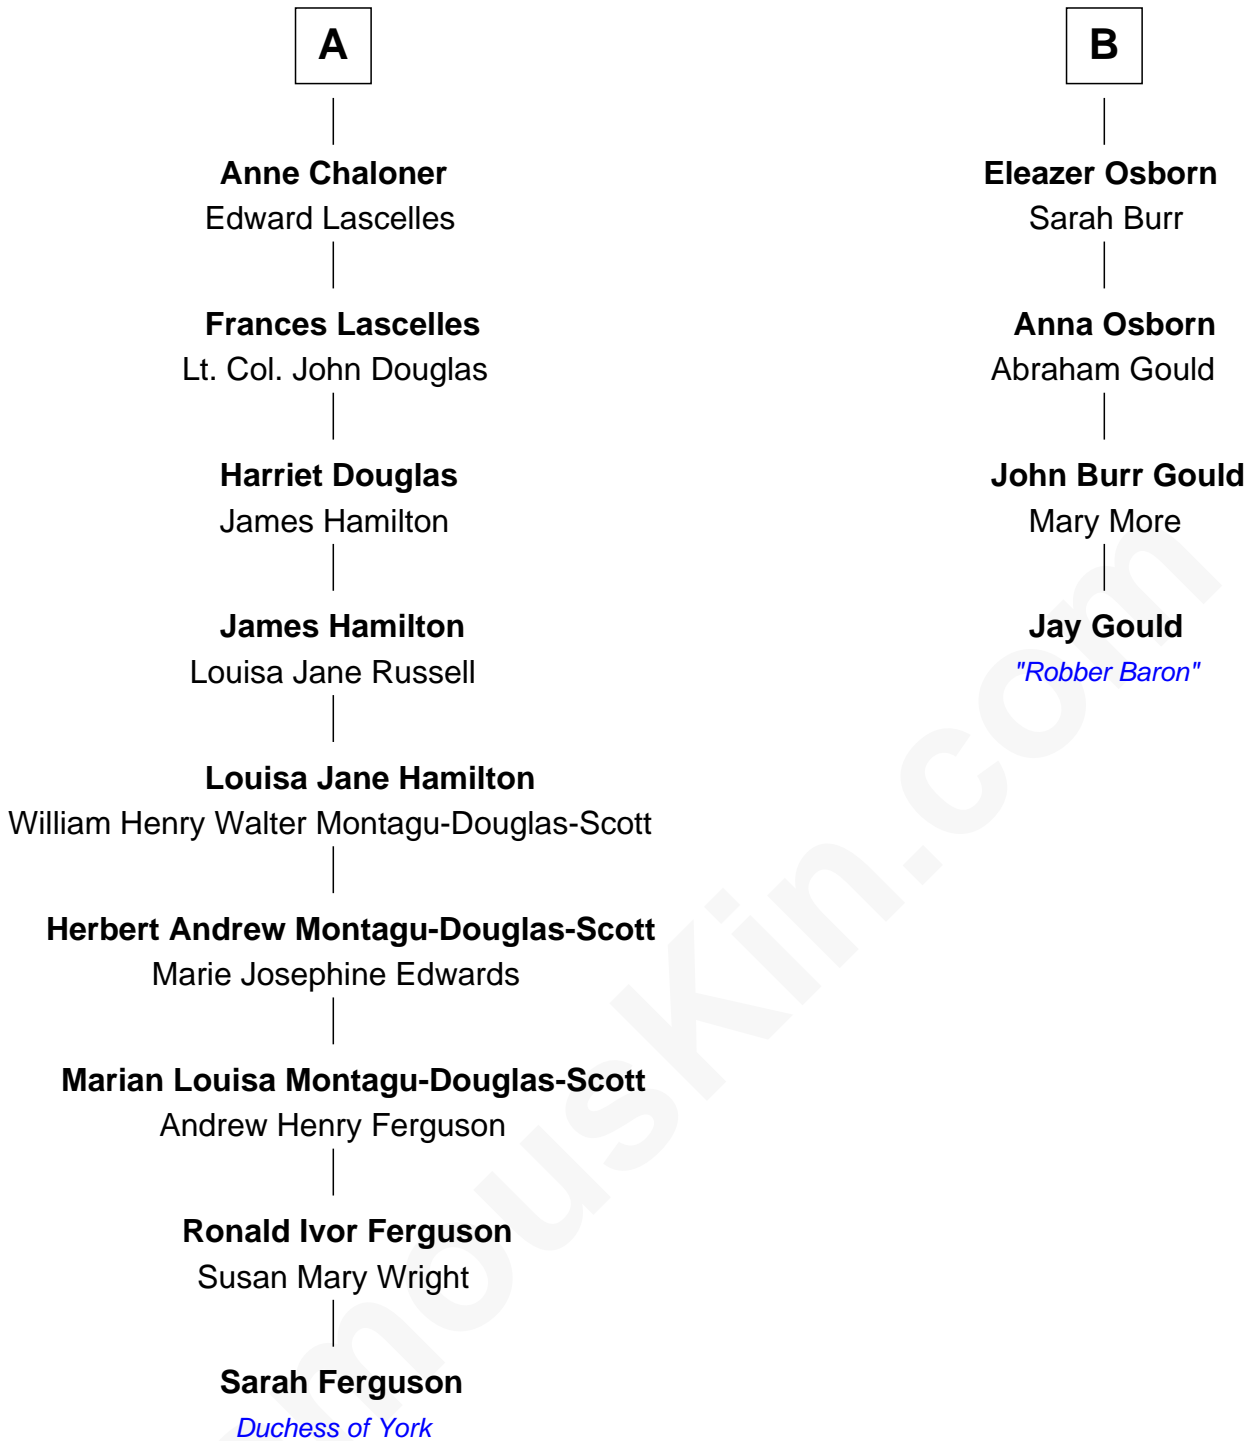 A
Anne Chaloner
Edward Lascelles
Frances Lascelles
Lt. Col. John Douglas
Harriet Douglas
James Hamilton
James Hamilton
Louisa Jane Russell
Louisa Jane Hamilton
William Henry Walter Montagu-Douglas-Scott
Herbert Andrew Montagu-Douglas-Scott
Marie Josephine Edwards
Marian Louisa Montagu-Douglas-Scott
Andrew Henry Ferguson
Ronald Ivor Ferguson
Susan Mary Wright
Sarah Ferguson
Duchess of York
B
Eleazer Osborn
Sarah Burr
Anna Osborn
Abraham Gould
John Burr Gould
Mary More
Jay Gould
"Robber Baron"
mousKin.com